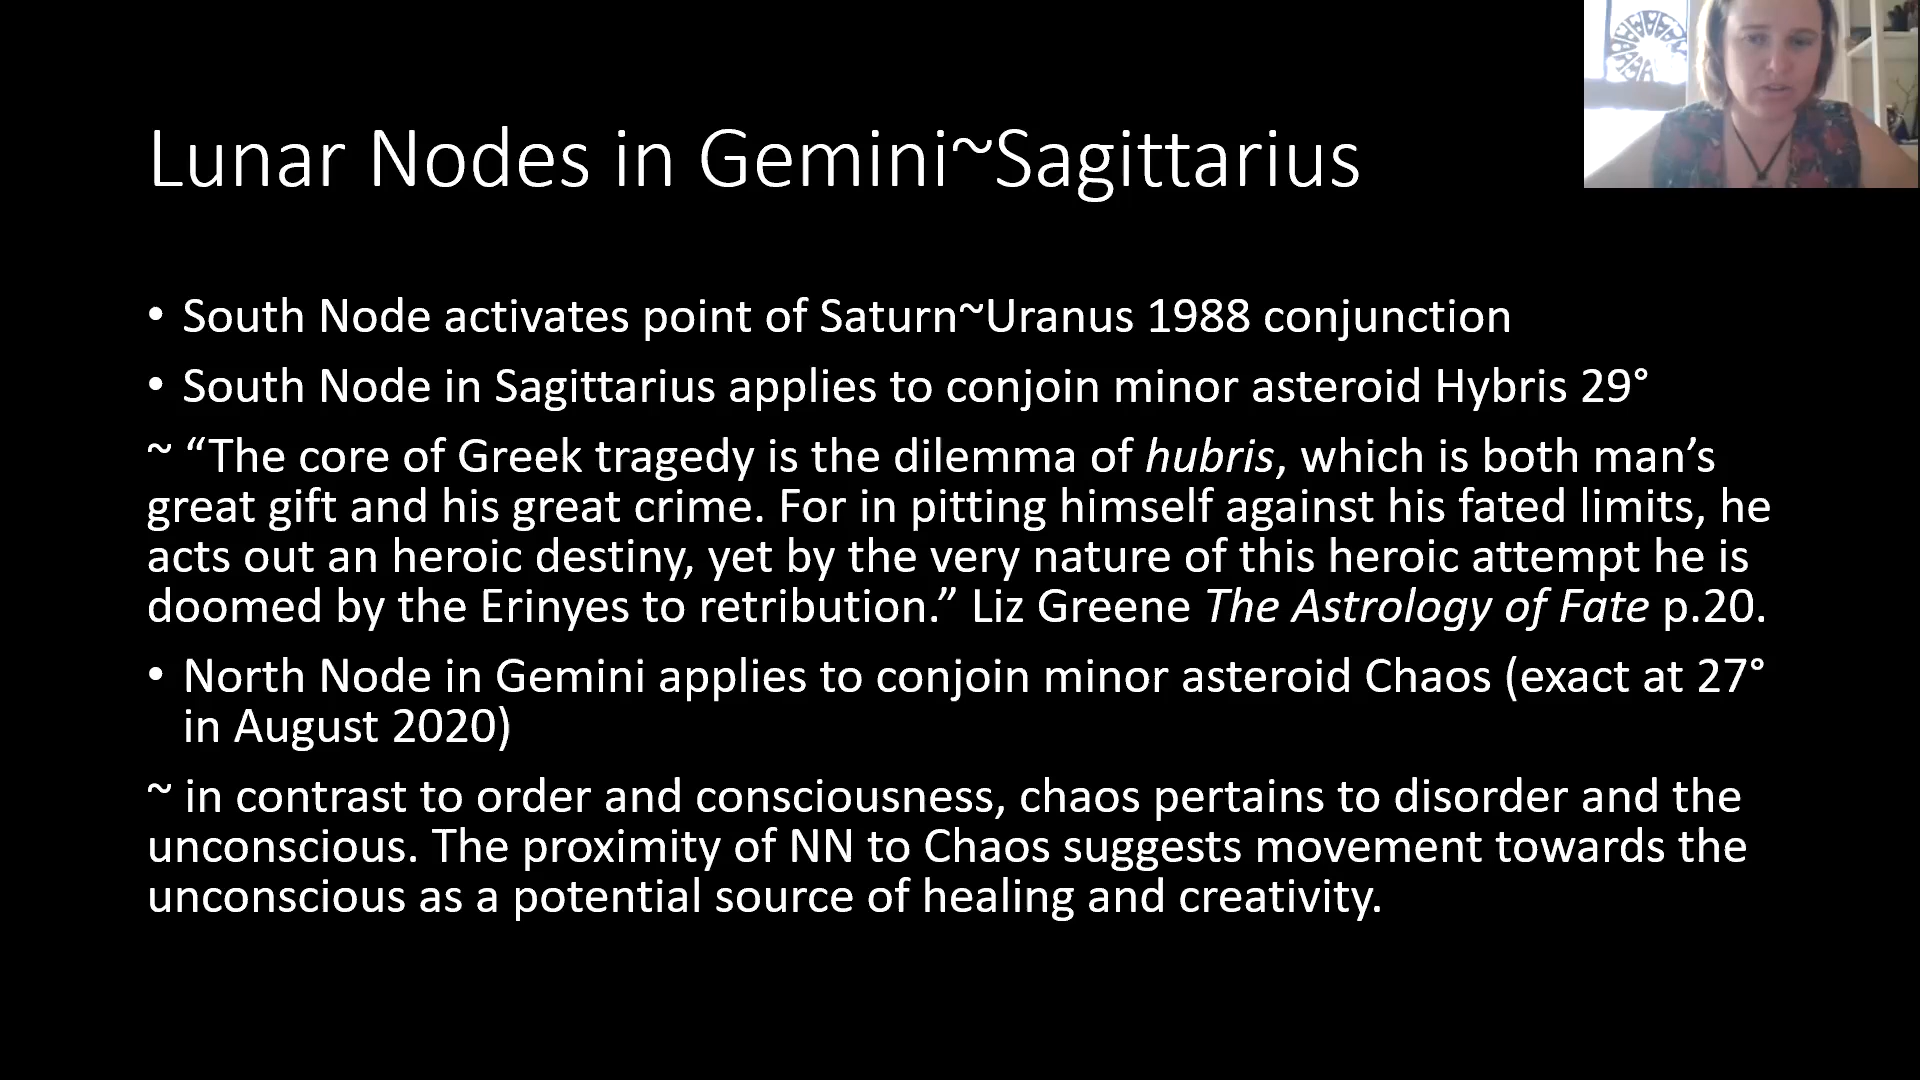 Lunar Nodes in Gemini~Sagittarius
• South Node activates point of Saturn~Uranus 1988 conjunction
• South Node in Sagittarius applies to conjoin minor asteroid Hybris 29°
~ “The core of Greek tragedy is the dilemma of hubris, which is both man’s
great gift and his great crime. For in pitting himself against his fated limits, he
acts out an heroic destiny, yet by the very nature of this heroic attempt he is
doomed by the Erinyes to retribution.” Liz Greene The Astrology of Fate p.20.
• North Node in Gemini applies to conjoin minor asteroid Chaos (exact at 27°
in August 2020)
~ in contrast to order and consciousness, chaos pertains to disorder and the
unconscious. The proximity of NN to Chaos suggests movement towards the
unconscious as a potential source of healing and creativity.